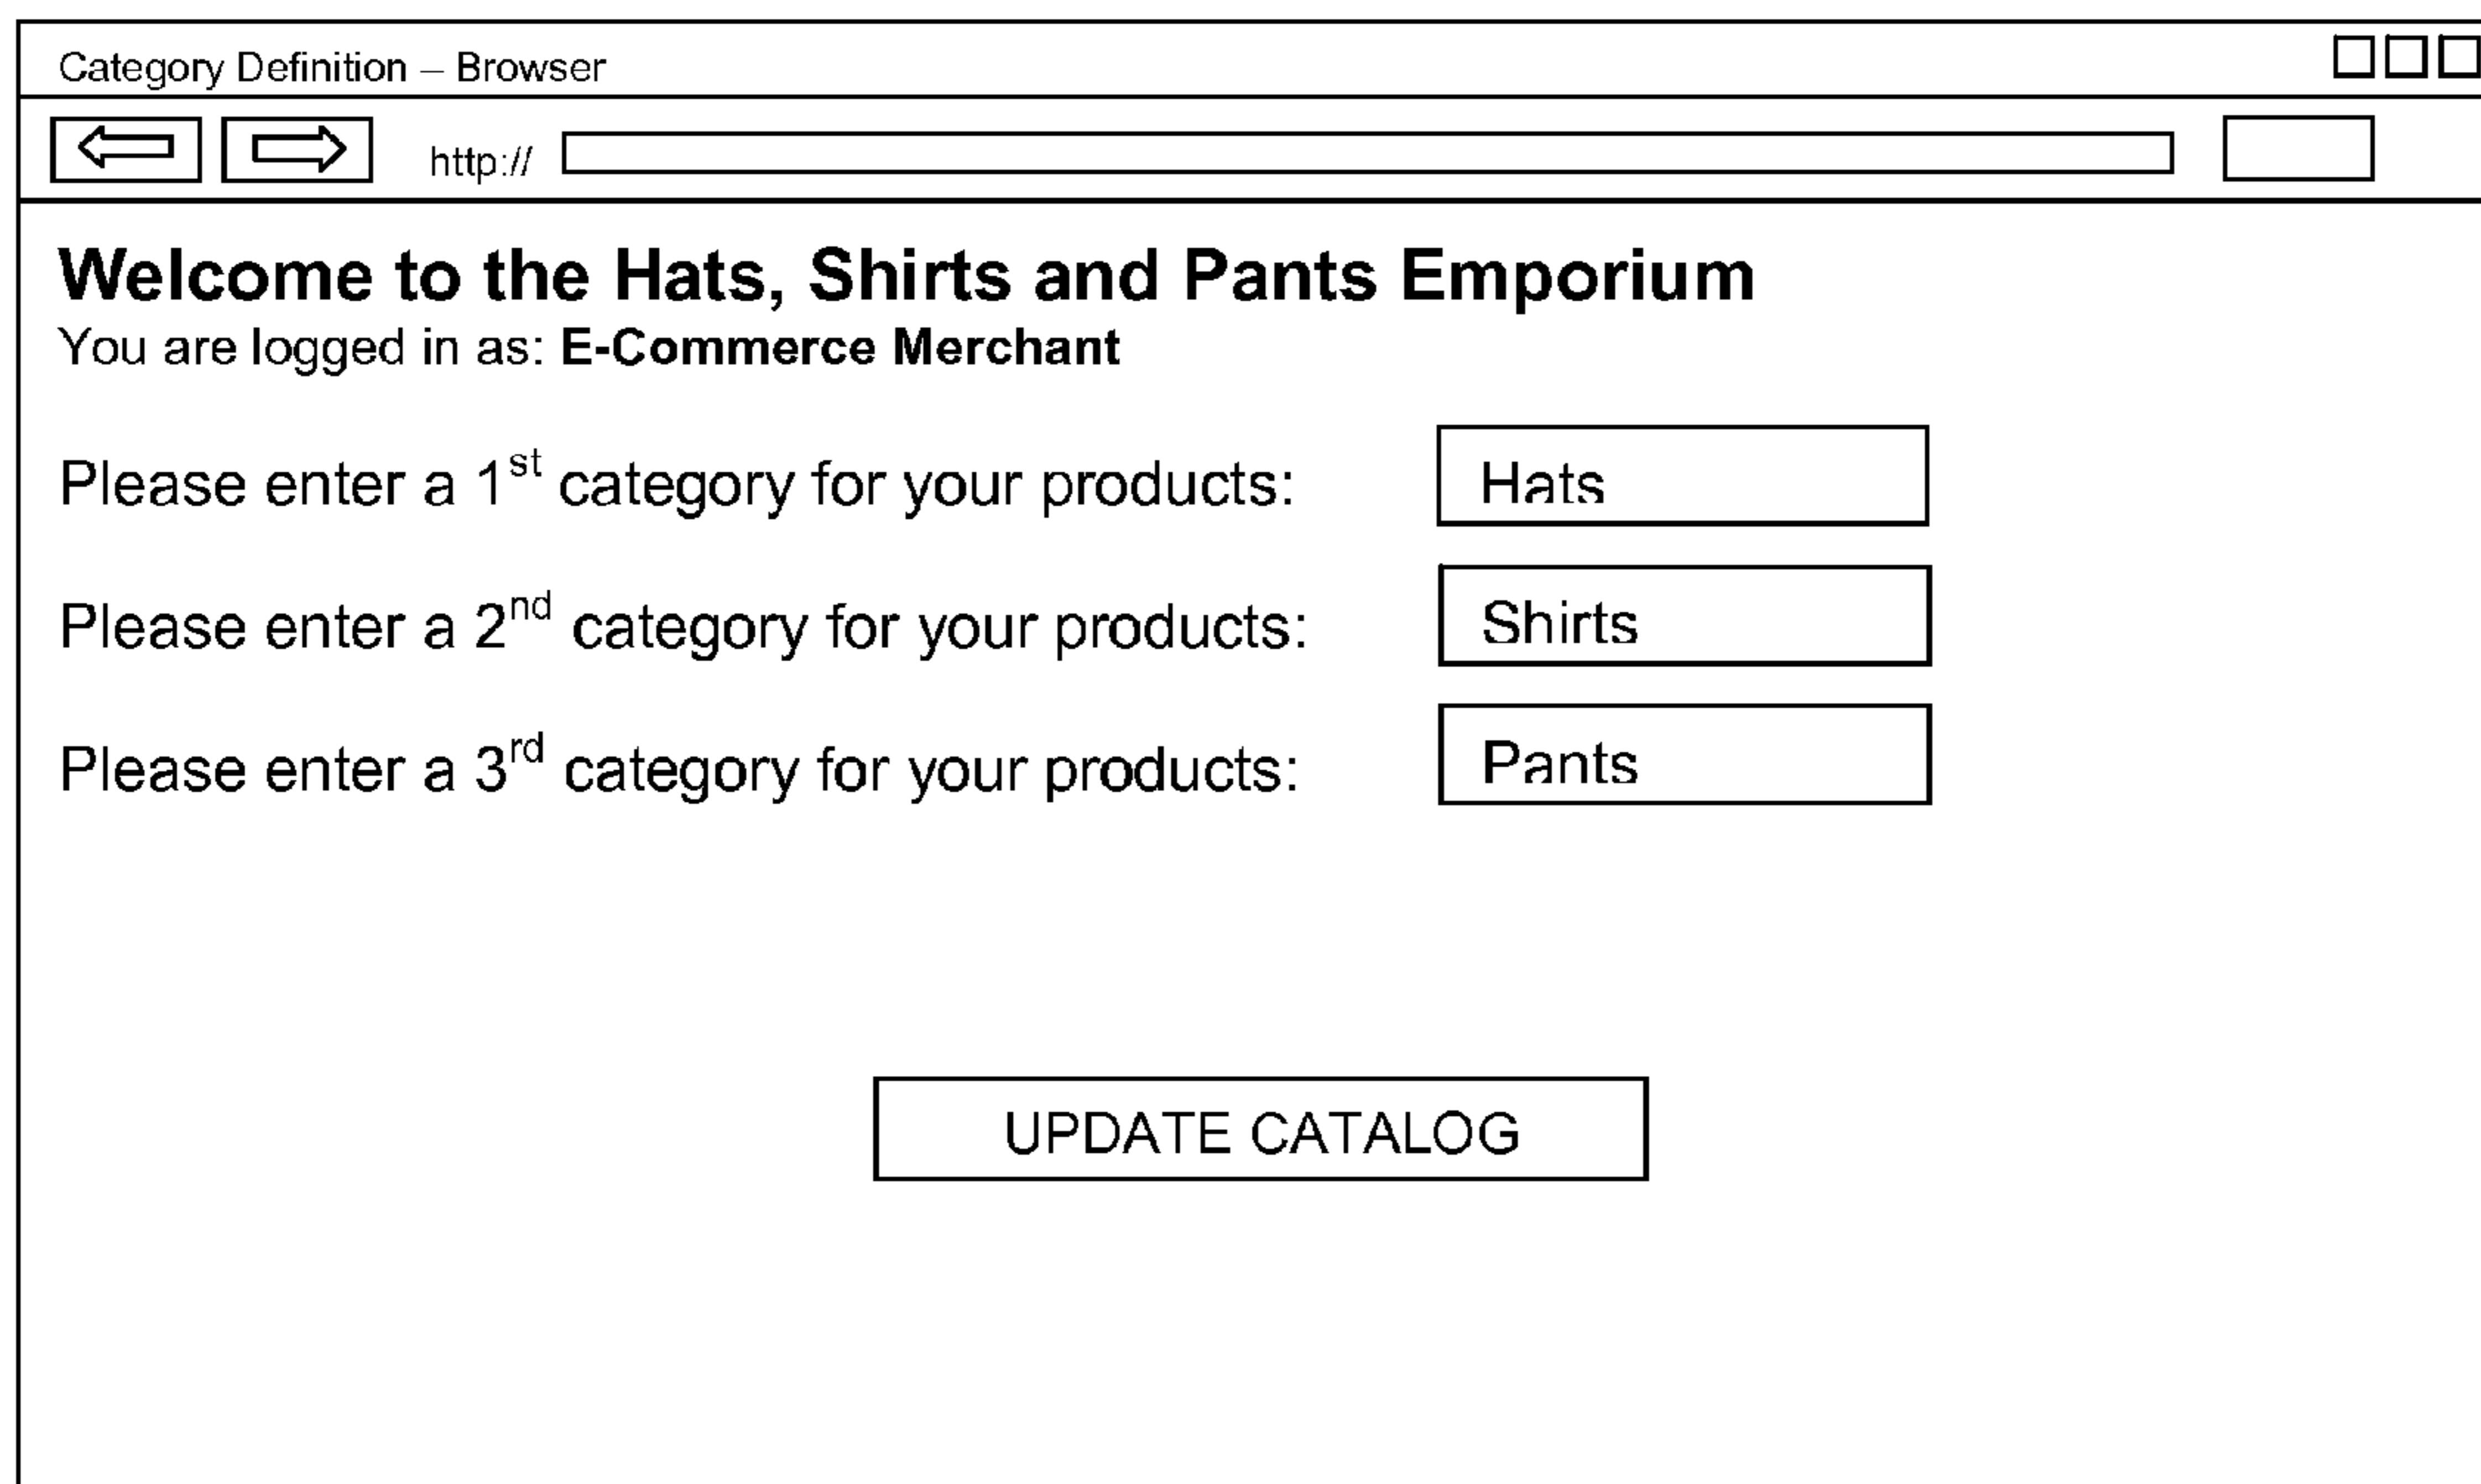 Category Definition – Browser
http://
Welcome to the Hats, Shirts and Pants Emporium
You are logged in as: E-Commerce Merchant
Please enter a 1st category for your products: Hats
Please enter a 2nd category for your products: Shirts
Please enter a 3rd category for your products: Pants
UPDATE CATALOG